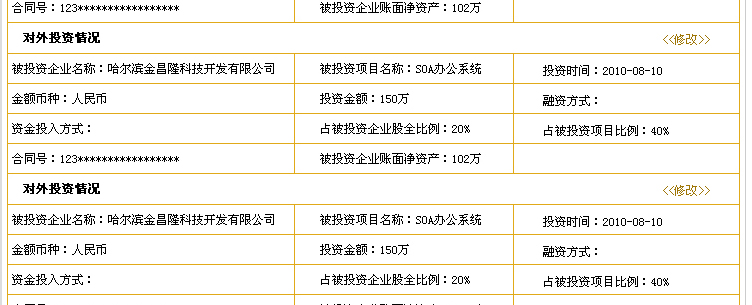 合同号：123***************** 被投资企业账面净资产：102万
对外投资情况 <<修改>>
被投资企业名称：哈尔滨金昌隆科技开发有限公司 被投资项目名称：SOA办公系统 投资时间：2010-08-10
金额币种：人民币 投资金额：150万 融资方式：
资金投入方式： 占被投资企业股全比例：20% 占被投资项目比例：40%
合同号：123***************** 被投资企业账面净资产：102万
对外投资情况 <<修改>>
被投资企业名称：哈尔滨金昌隆科技开发有限公司 被投资项目名称：SOA办公系统 投资时间：2010-08-10
金额币种：人民币 投资金额：150万 融资方式：
资金投入方式： 占被投资企业股全比例：20% 占被投资项目比例：40%